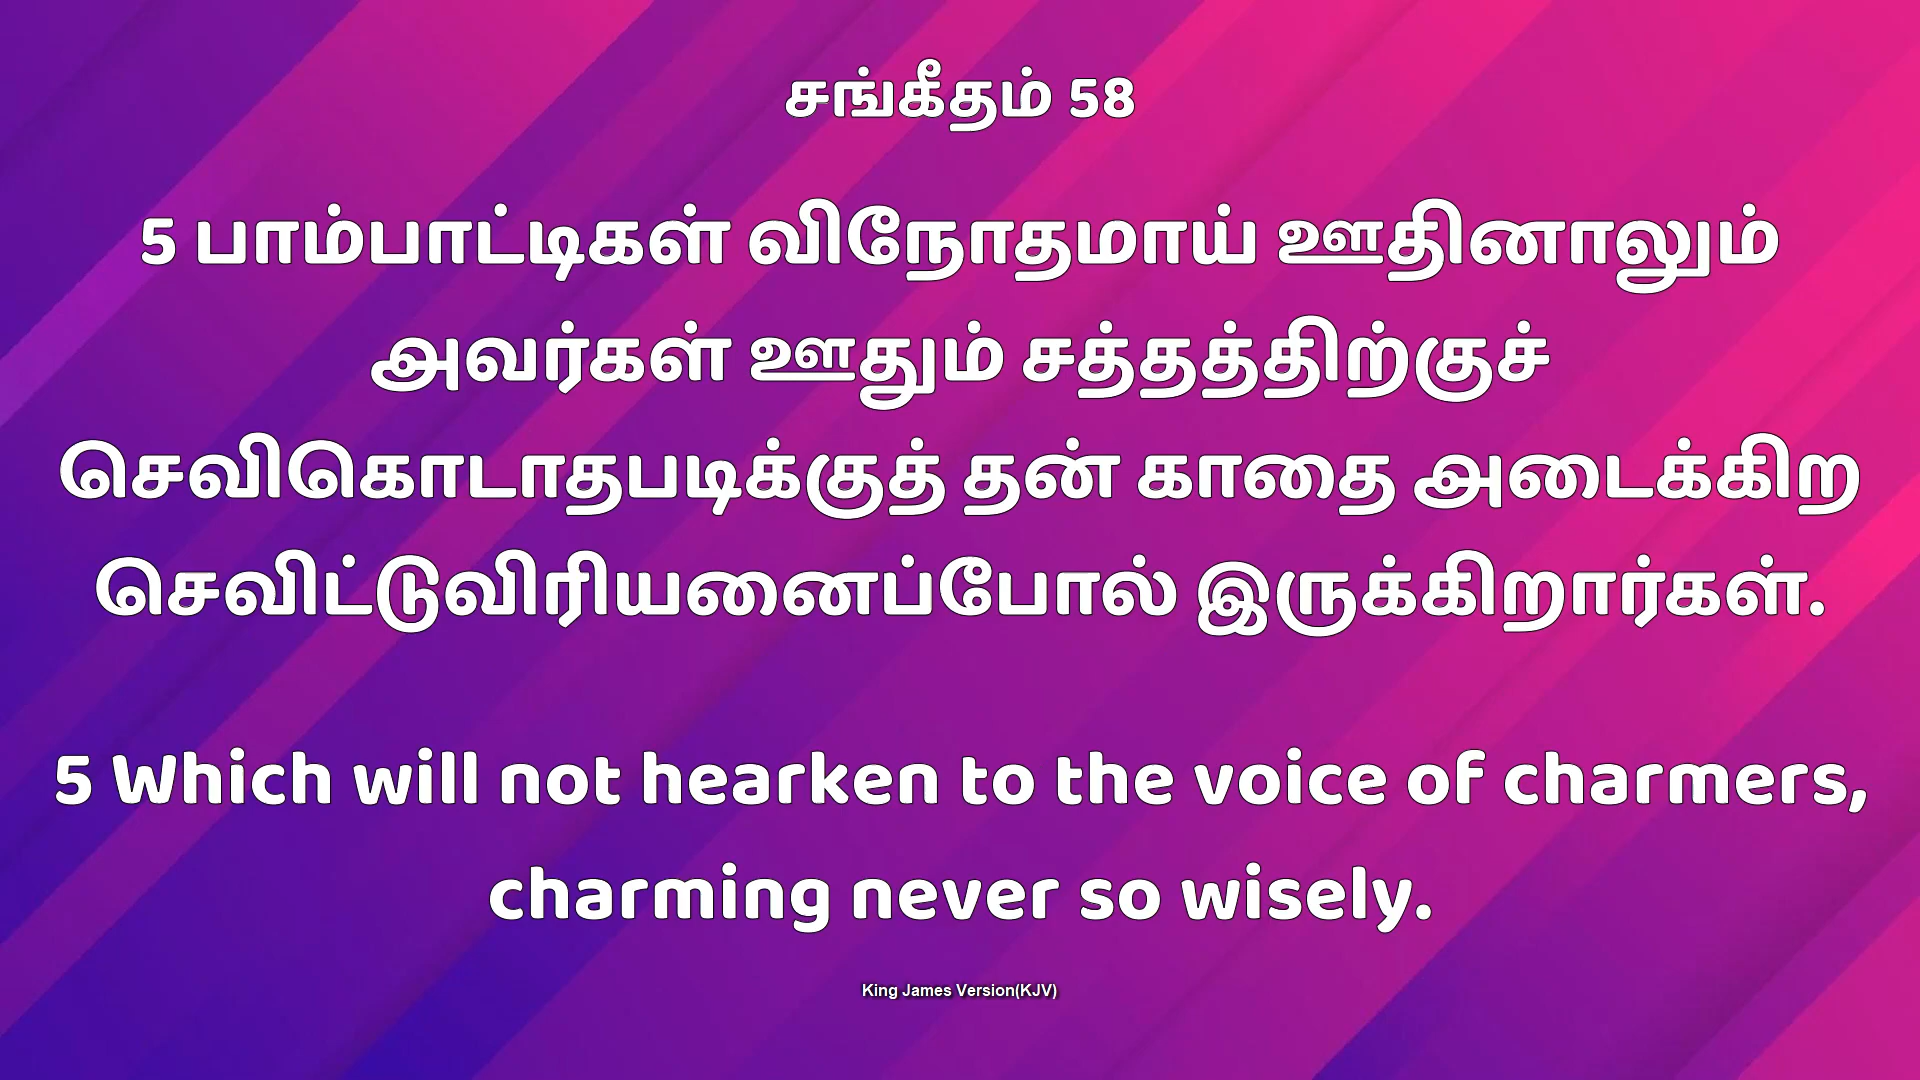 சங்கீதம் 58
5 பாம்பாட்டிகள் விநோதமாய் ஊதினாலும்
அவர்கள் ஊதும் சத்தத்திற்குச்
செவிகொடாதபடிக்குத் தன் காதை அடைக்கிற
செவிட்டுவிரியனைப்போல் இருக்கிறார்கள்.
5 Which will not hearken to the voice of charmers,
charming never so wisely.
King James Version(KJV)